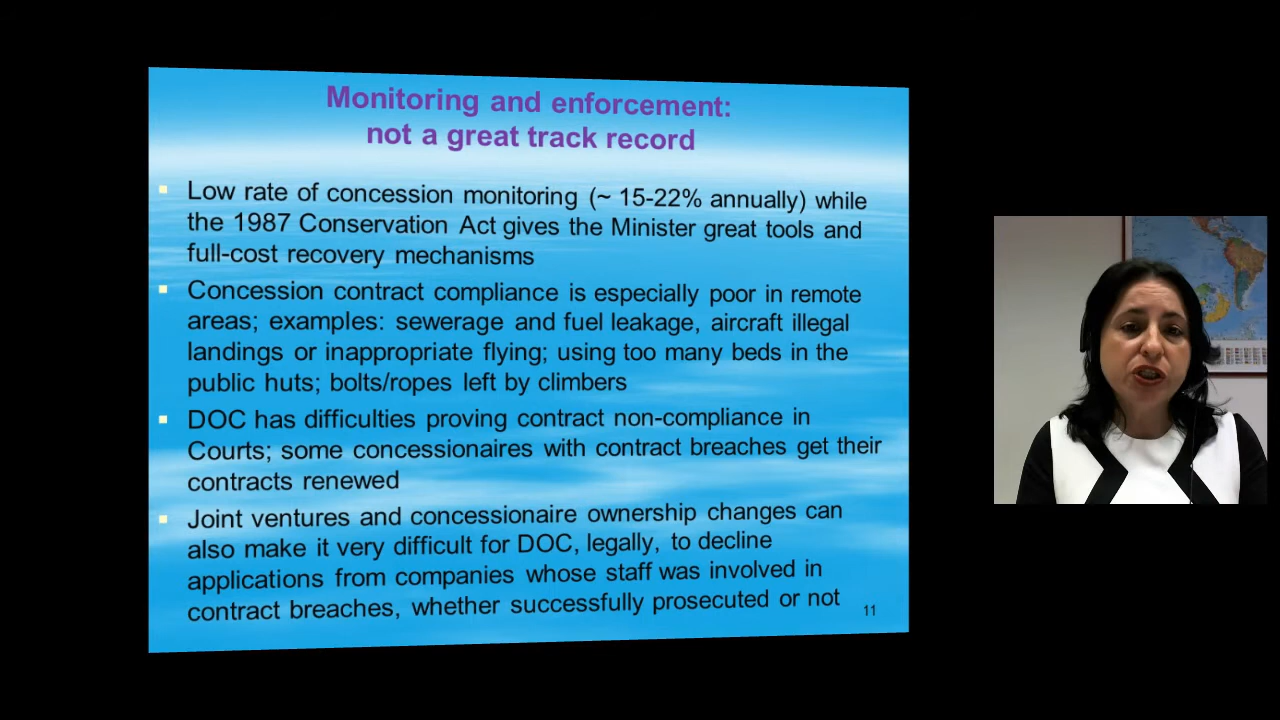 Monitoring and enforcement:
not a great track record
Low rate of concession monitoring (~ 15-22% annually) while
the 1987 Conservation Act gives the Minister great tools and
full-cost recovery mechanisms
Concession contract compliance is especially poor in remote
areas; examples: sewerage and fuel leakage, aircraft illegal
landings or inappropriate flying; using too many beds in the
public huts; bolts/ropes left by climbers
DOC has difficulties proving contract non-compliance in
Courts; some concessionaires with contract breaches get their
contracts renewed
Joint ventures and concessionaire ownership changes can
also make it very difficult for DOC, legally, to decline
applications from companies whose staff was involved in
contract breaches, whether successfully prosecuted or not
11